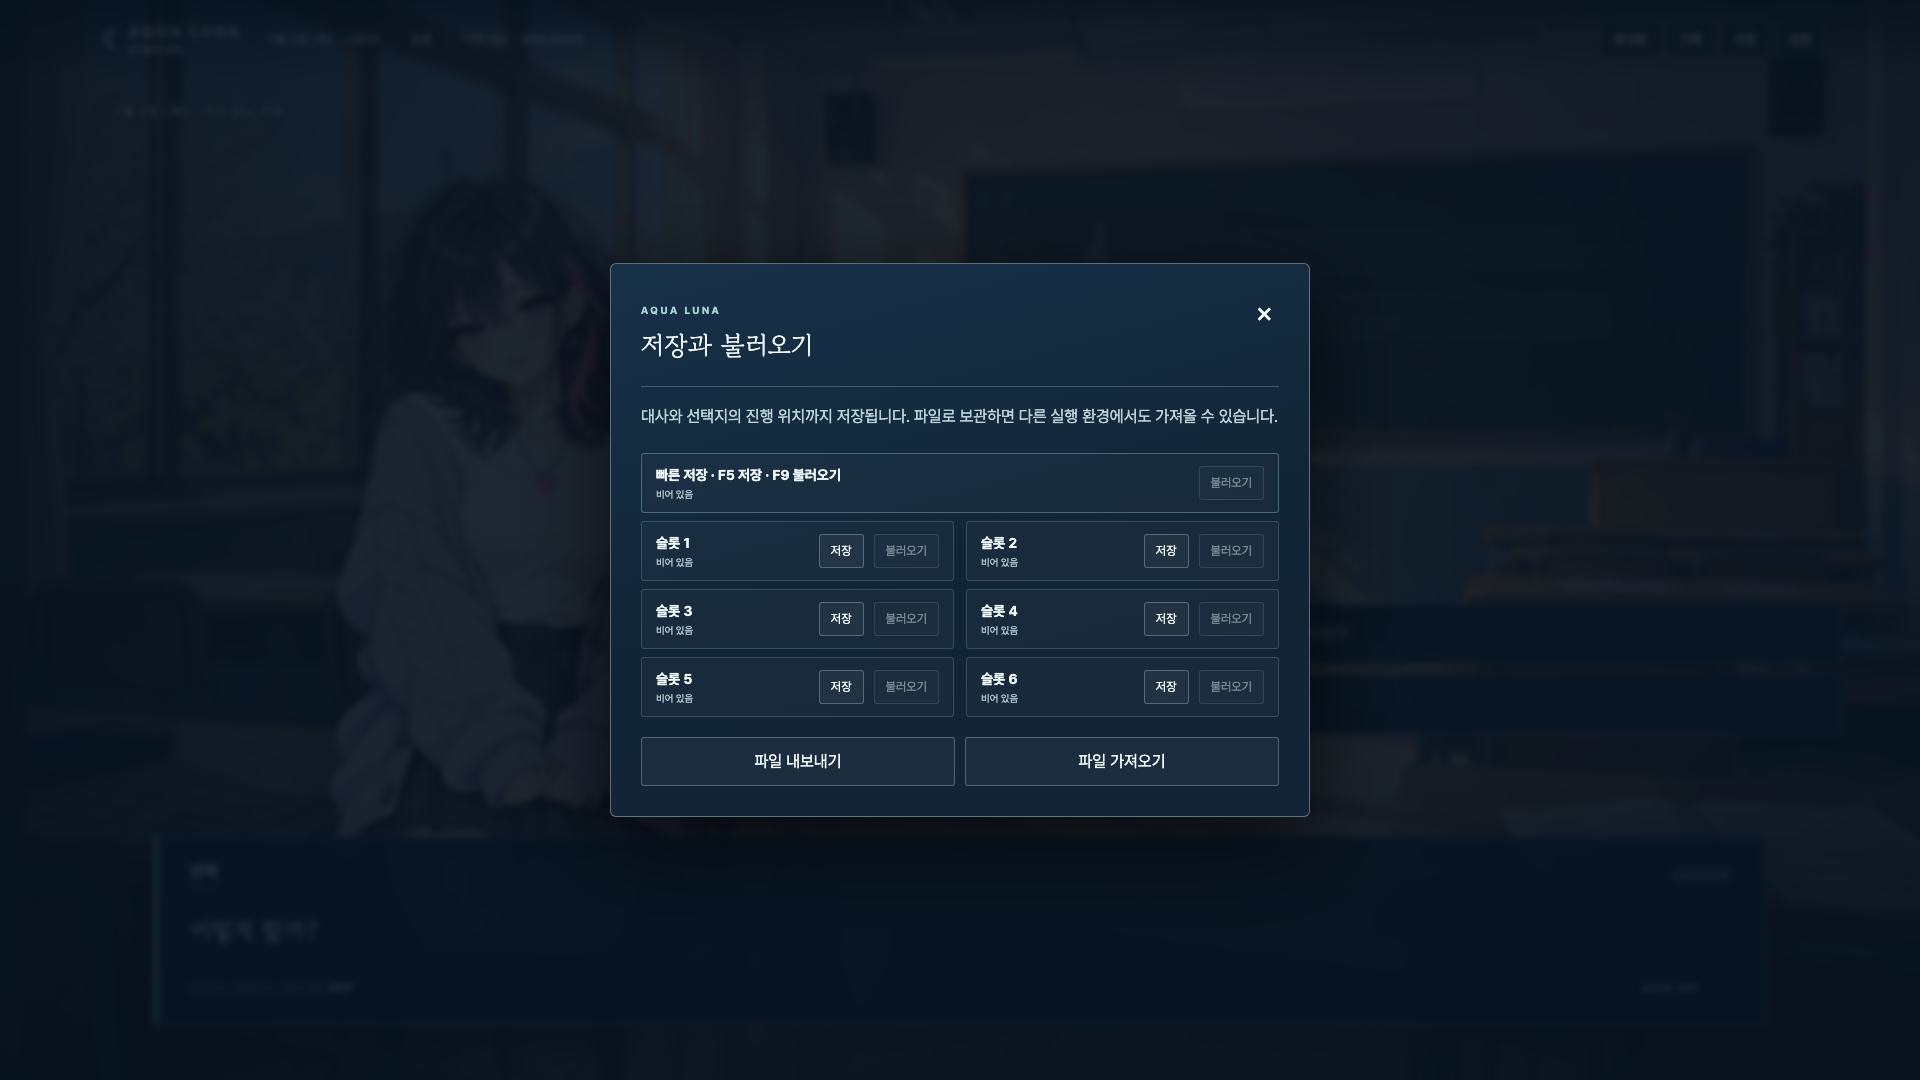 AQUA LUNA
저장과 불러오기
대사와 선택지의 진행 위치까지 저장됩니다. 파일로 보관하면 다른 실행 환경에서도 가져올 수 있습니다.
빠른 저장 · F5 저장 · F9 불러오기
비어 있음
불러오기
슬롯 1
비어 있음
저장
불러오기
슬롯 2
비어 있음
저장
불러오기
슬롯 3
비어 있음
저장
불러오기
슬롯 4
비어 있음
저장
불러오기
슬롯 5
비어 있음
저장
불러오기
슬롯 6
비어 있음
저장
불러오기
파일 내보내기
파일 가져오기
AQUA LUNA
어떻게 할까?